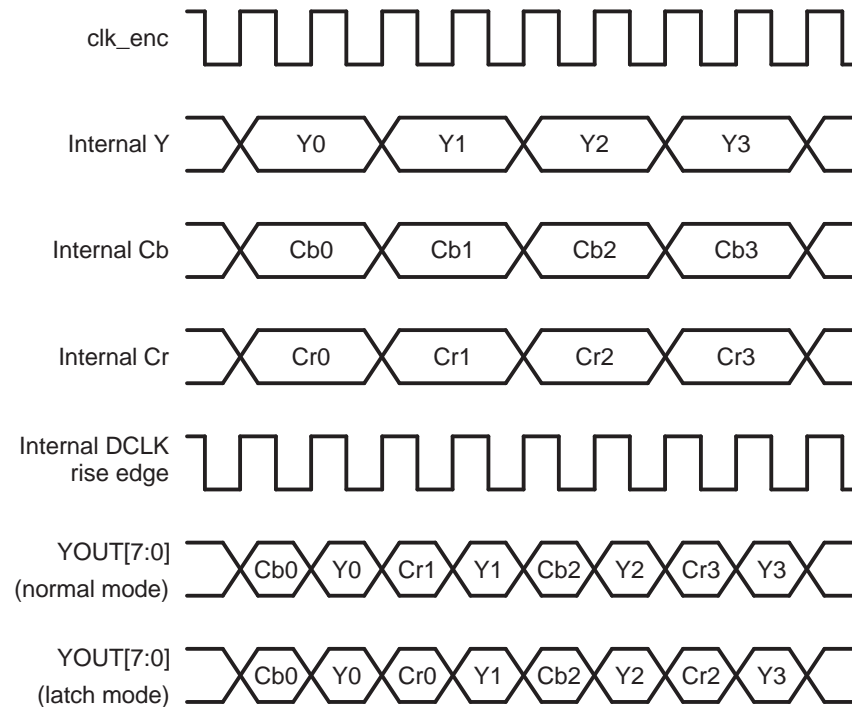 clk_enc
Internal Y
Y0 Y1 Y2 Y3
Internal Cb
Cb0 Cb1 Cb2 Cb3
Internal Cr
Cr0 Cr1 Cr2 Cr3
Internal DCLK
rise edge
YOUT[7:0]
(normal mode)
Cb0 Y0 Cr1 Y1 Cb2 Y2 Cr3 Y3
YOUT[7:0]
(latch mode)
Cb0 Y0 Cr0 Y1 Cb2 Y2 Cr2 Y3